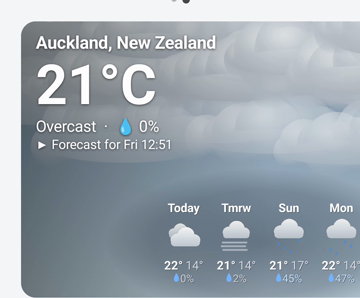 Auckland, New Zealand
21°C
Overcast · 💧 0%
► Forecast for Fri 12:51
Today Tmrw Sun Mon
22° 14° 21° 14° 21° 17° 22° 14°
💧0% 💧2% 💧45% 💧47%